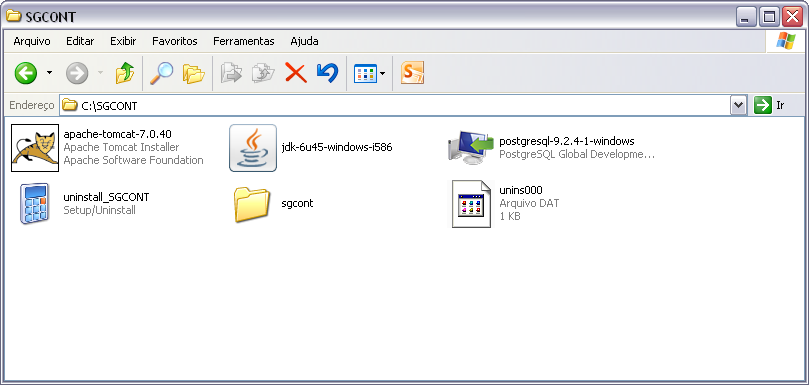 SGCONT
Arquivo Editar Exibir Favoritos Ferramentas Ajuda
Endereço C:\SGCONT Ir
apache-tomcat-7.0.40
Apache Tomcat Installer
Apache Software Foundation
jdk-6u45-windows-i586
postgresql-9.2.4-1-windows
PostgreSQL Global Developme...
uninstall_SGCONT
Setup/Uninstall
sgcont
unins000
Arquivo DAT
1 KB